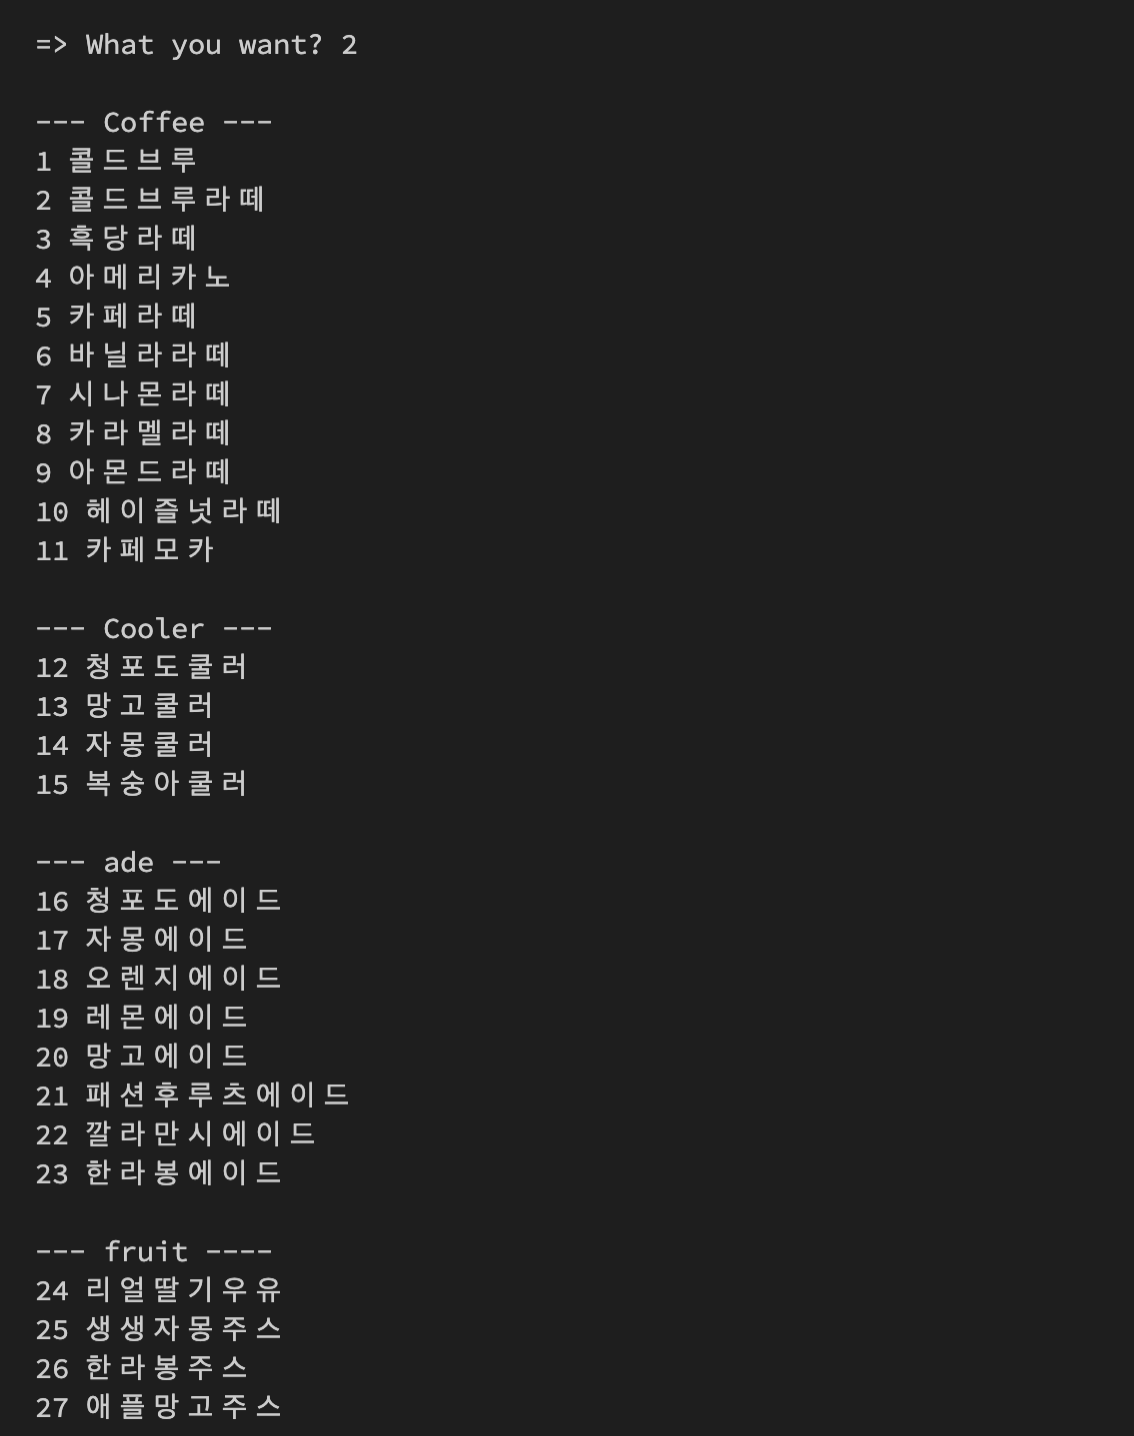 => What you want? 2
--- Coffee ---
1 콜드브루
2 콜드브루라떼
3 흑당라떼
4 아메리카노
5 카페라떼
6 바닐라라떼
7 시나몬라떼
8 카라멜라떼
9 아몬드라떼
10 헤이즐넛라떼
11 카페모카
--- Cooler ---
12 청포도쿨러
13 망고쿨러
14 자몽쿨러
15 복숭아쿨러
--- ade ---
16 청포도에이드
17 자몽에이드
18 오렌지에이드
19 레몬에이드
20 망고에이드
21 패션후루츠에이드
22 깔라만시에이드
23 한라봉에이드
--- fruit ----
24 리얼딸기우유
25 생생자몽주스
26 한라봉주스
27 애플망고주스